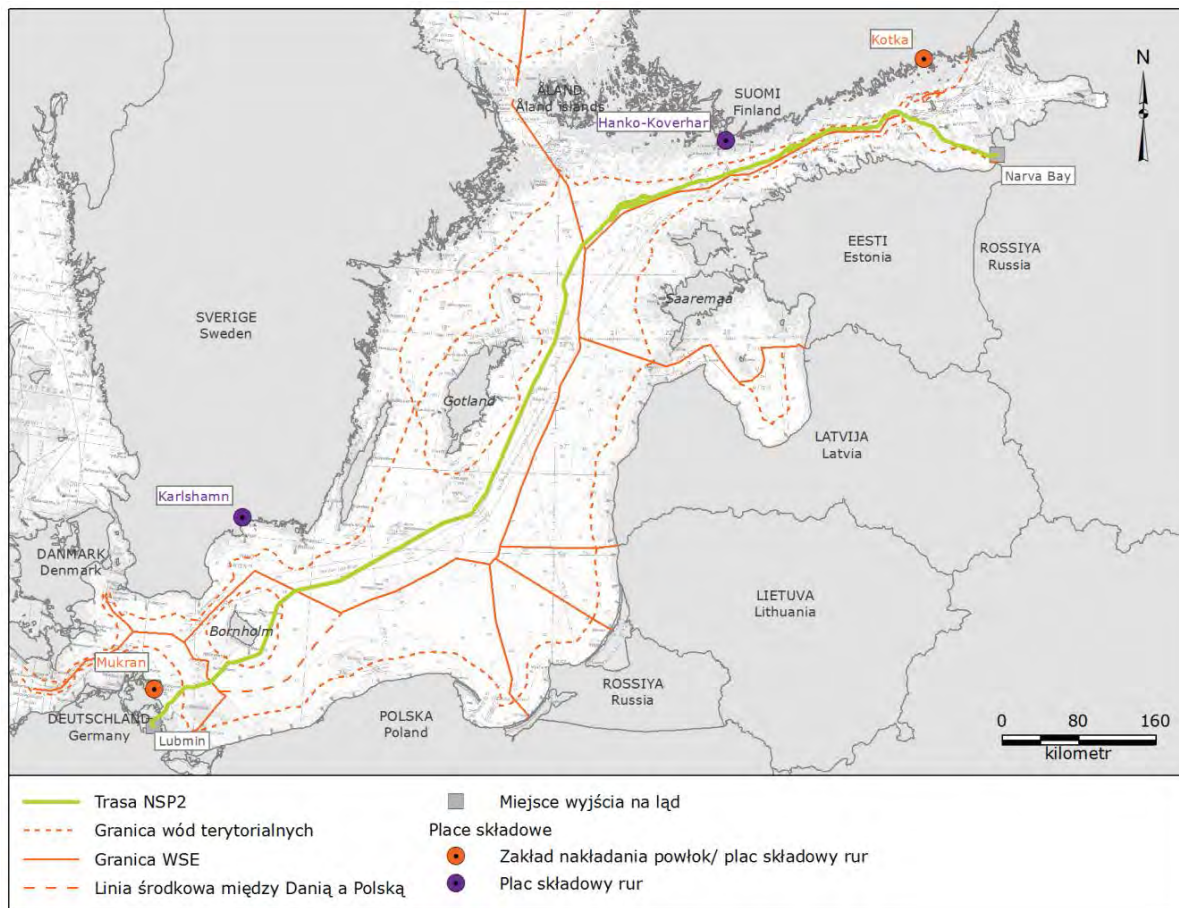 Kotka
N
SUOMI
Finland
ÅLAND
Åland islands
Hanko-Koverhar
Narva Bay
EESTI
Estonia
ROSSIYA
Russia
SVERIGE
Sweden
Saaremaa
Gotland
LATVIJA
Latvia
Karlshamn
DANMARK
Denmark
LIETUVA
Lithuania
Bornholm
Mukran
ROSSIYA
Russia
DEUTSCHLAND
Germany
Lubmin
POLSKA
Poland
0 80 160
kilometr
Trasa NSP2
Granica wód terytorialnych
Granica WSE
Linia środkowa między Danią a Polską
Miejsce wyjścia na ląd
Place składowe
Zakład nakładania powłok/ plac składowy rur
Plac składowy rur